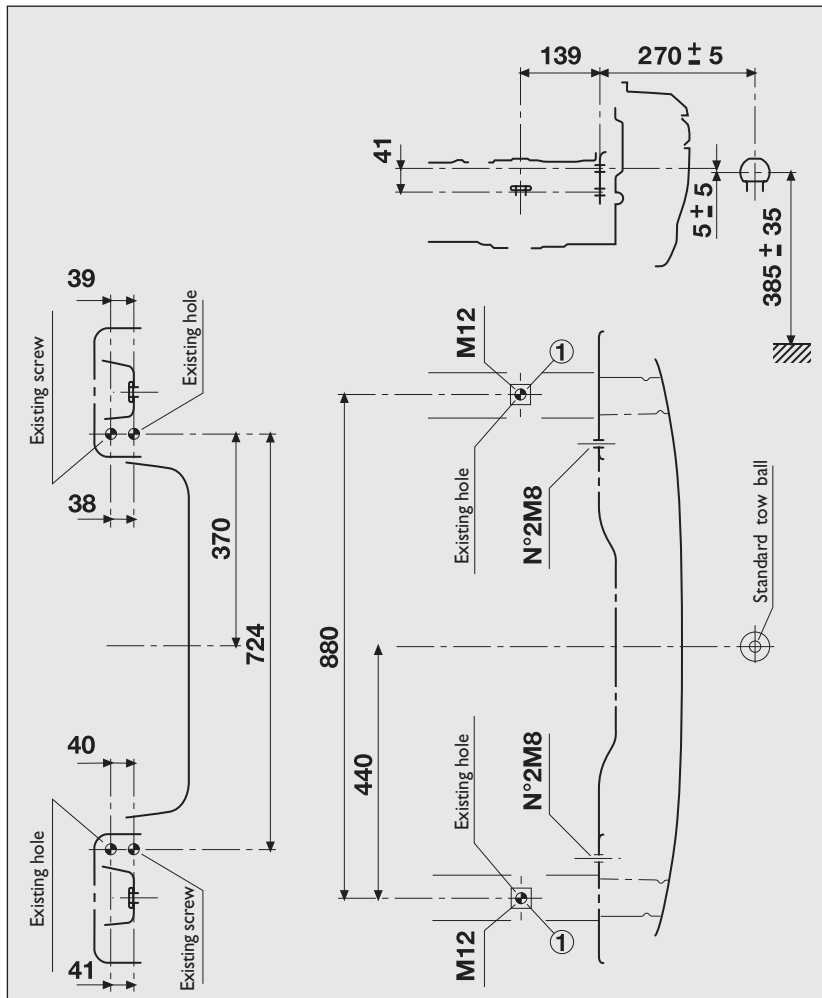 139
270 ± 5
41
5 ± 5
385 ± 35
39
Existing screw
Existing hole
38
370
724
40
Existing hole
Existing screw
41
M12
1
Existing hole
N°2M8
880
440
Standard tow ball
Existing hole
N°2M8
M12
1